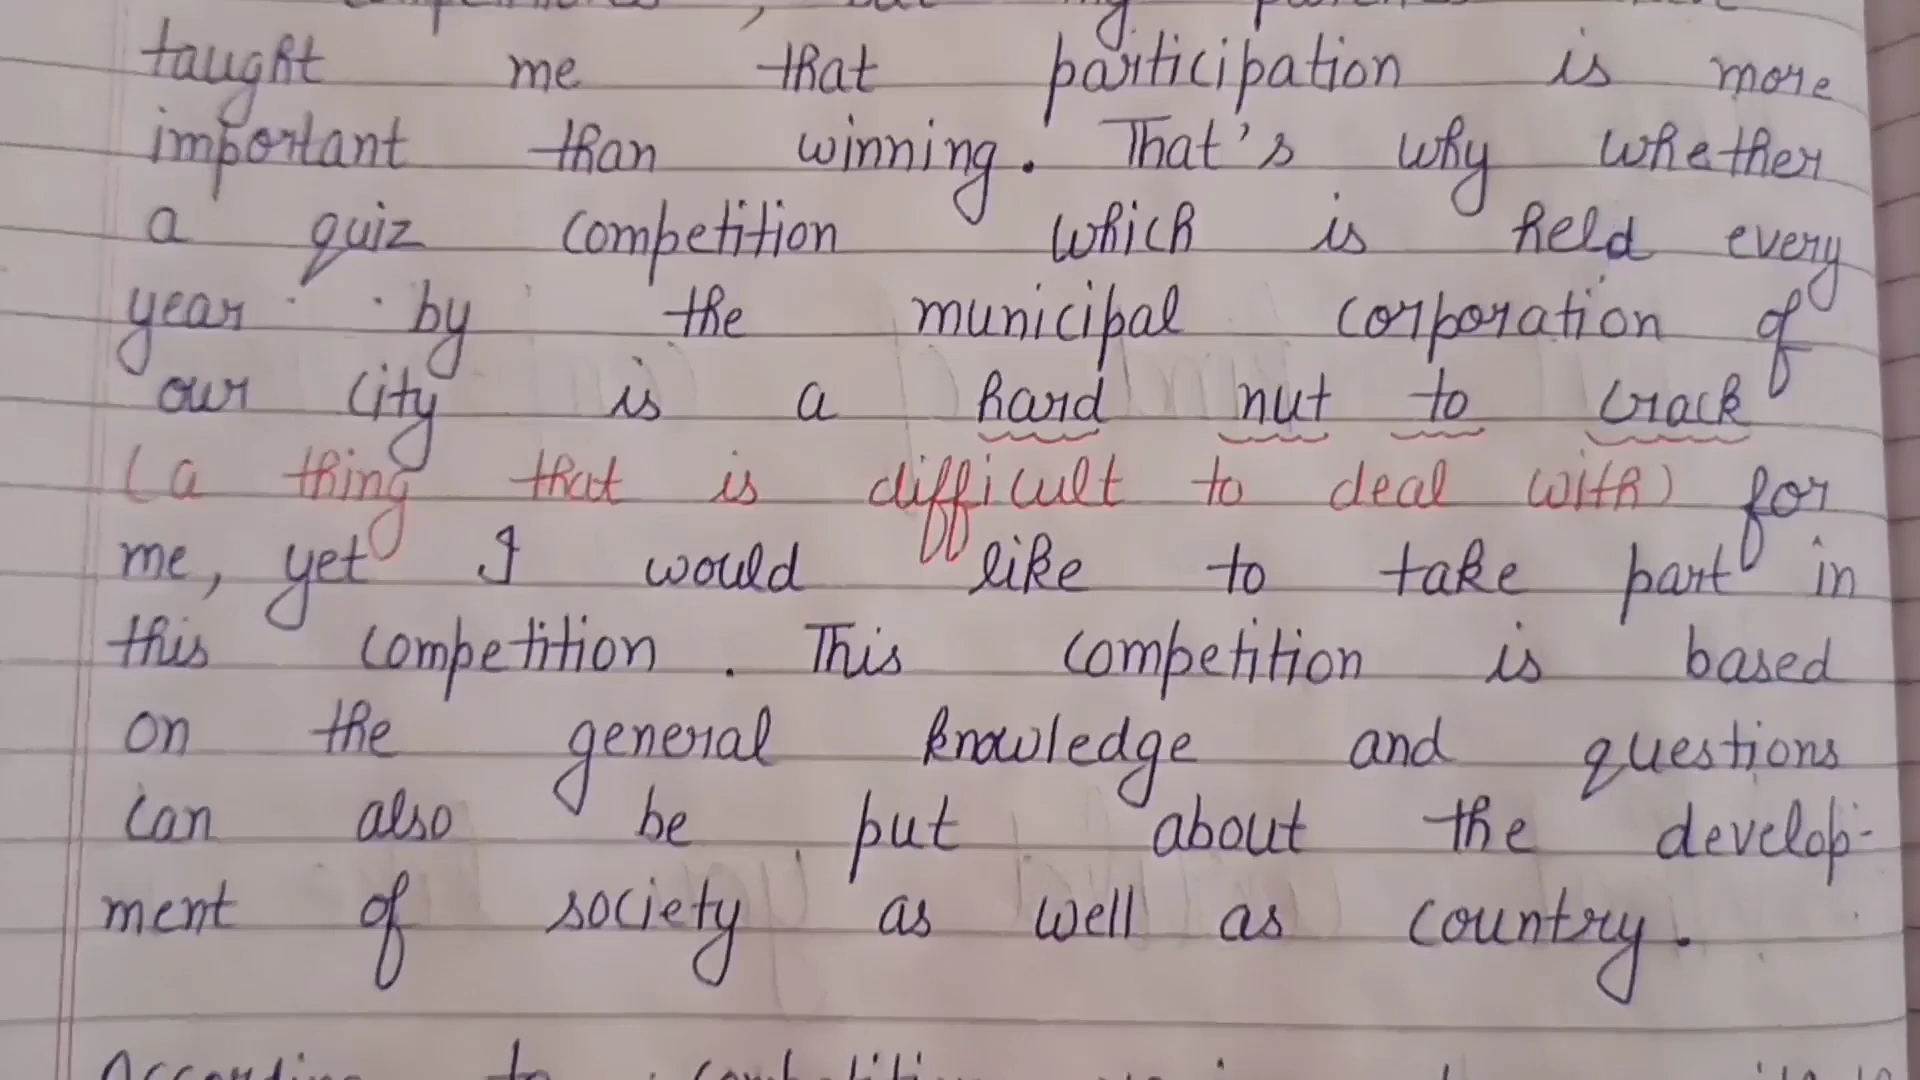 taught me that participation is more
important than winning. That's why whether
a quiz competition which is held every
year by the municipal corporation of
our city is a hard nut to crack
(a thing that is difficult to deal with) for
me, yet I would like to take part in
this competition. This competition is based
on the general knowledge and questions
can also be put about the develop-
ment of society as well as country.
According to